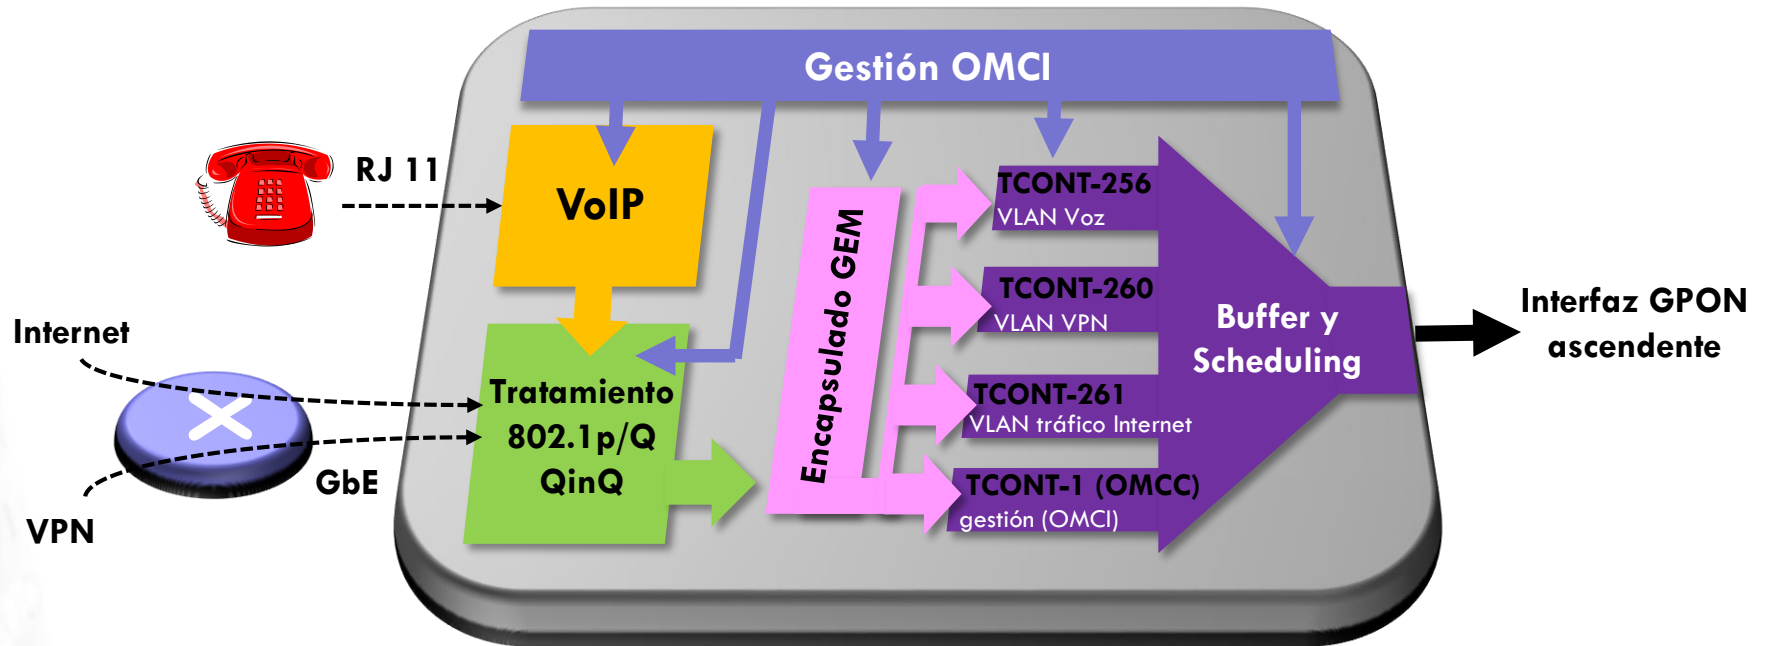 Gestión OMCI
RJ 11
VoIP
Internet
GbE
VPN
Tratamiento
802.1p/Q
QinQ
Encapsulado GEM
TCONT-256
VLAN Voz
TCONT-260
VLAN VPN
TCONT-261
VLAN tráfico Internet
TCONT-1 (OMCC)
gestión (OMCI)
Buffer y
Scheduling
Interfaz GPON
ascendente